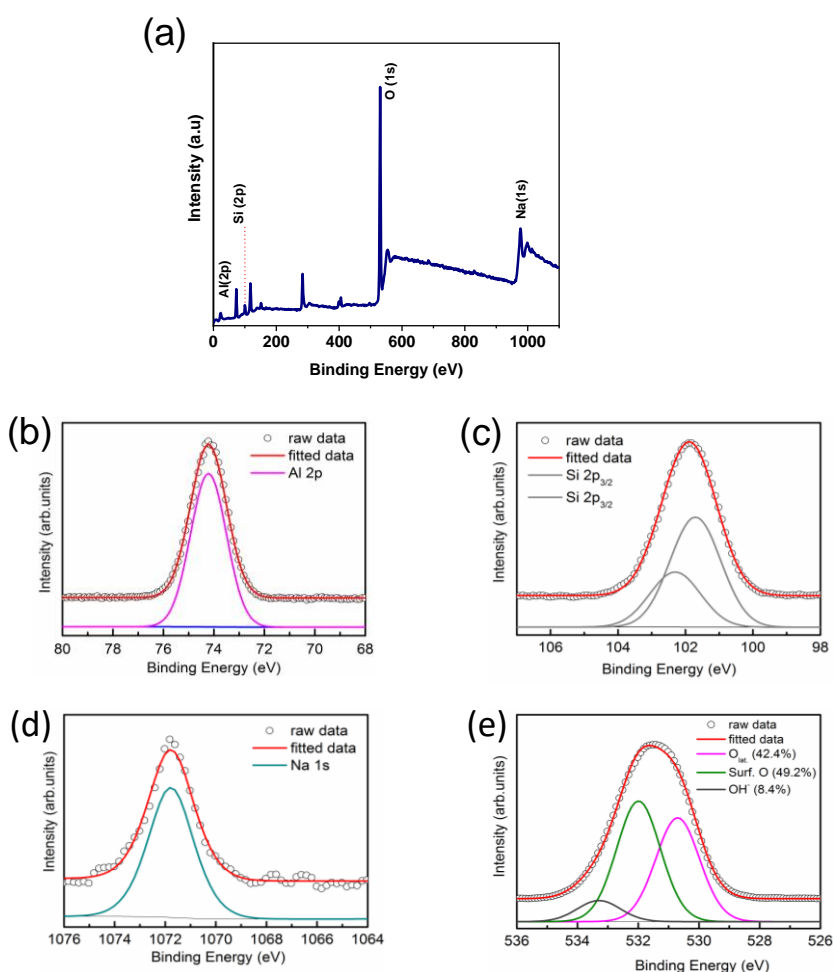 (a)
Intensity (a.u)
Al(2p)
Si (2p)
O (1s)
Na(1s)
0 200 400 600 800 1000
Binding Energy (eV)
(b)
Intensity (arb.units)
raw data
fitted data
Al 2p
80 78 76 74 72 70 68
Binding Energy (eV)
(c)
Intensity (arb.units)
raw data
fitted data
Si 2p3/2
Si 2p3/2
106 104 102 100 98
Binding Energy (eV)
(d)
Intensity (arb.units)
raw data
fitted data
Na 1s
1076 1074 1072 1070 1068 1066 1064
Binding Energy (eV)
(e)
Intensity (arb.units)
raw data
fitted data
Olat. (42.4%)
Surf. O (49.2%)
OH- (8.4%)
536 534 532 530 528 526
Binding Energy (eV)